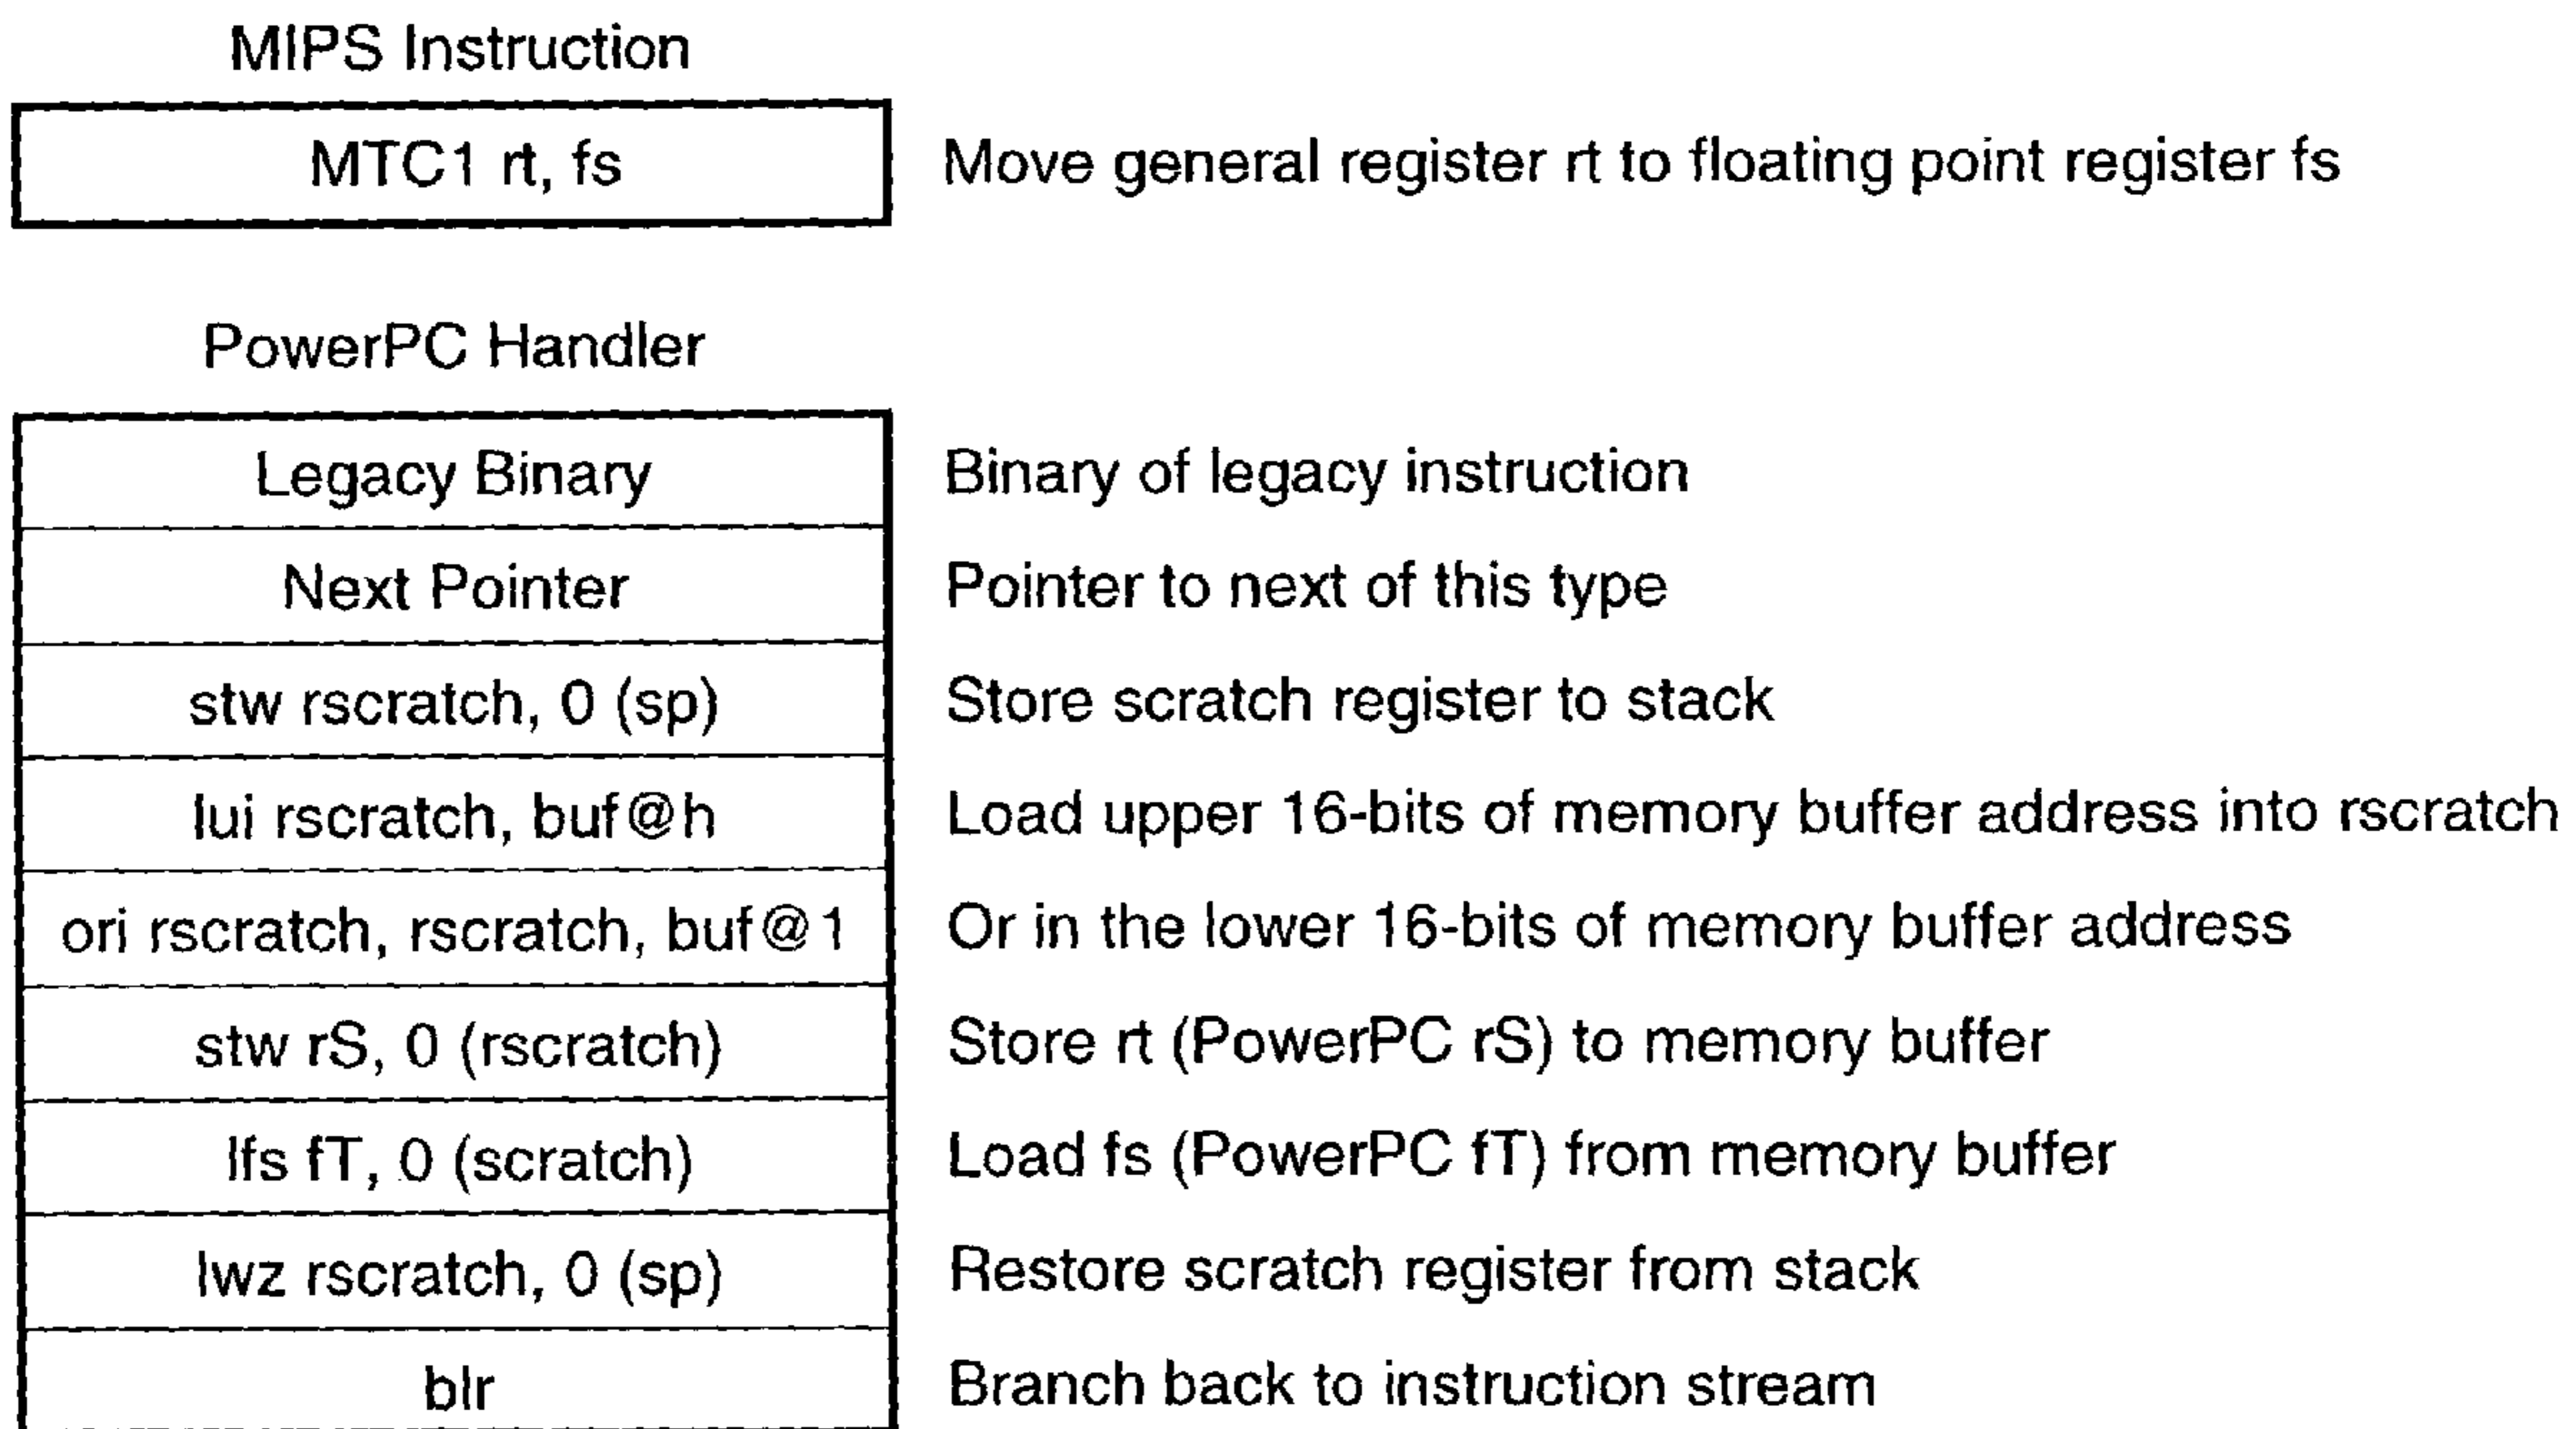 MIPS Instruction
MTC1 rt, fs Move general register rt to floating point register fs
PowerPC Handler
Legacy Binary Binary of legacy instruction
Next Pointer Pointer to next of this type
stw rscratch, 0 (sp) Store scratch register to stack
lui rscratch, buf@h Load upper 16-bits of memory buffer address into rscratch
ori rscratch, rscratch, buf@1 Or in the lower 16-bits of memory buffer address
stw rS, 0 (rscratch) Store rt (PowerPC rS) to memory buffer
lfs fT, 0 (scratch) Load fs (PowerPC fT) from memory buffer
lwz rscratch, 0 (sp) Restore scratch register from stack
blr Branch back to instruction stream